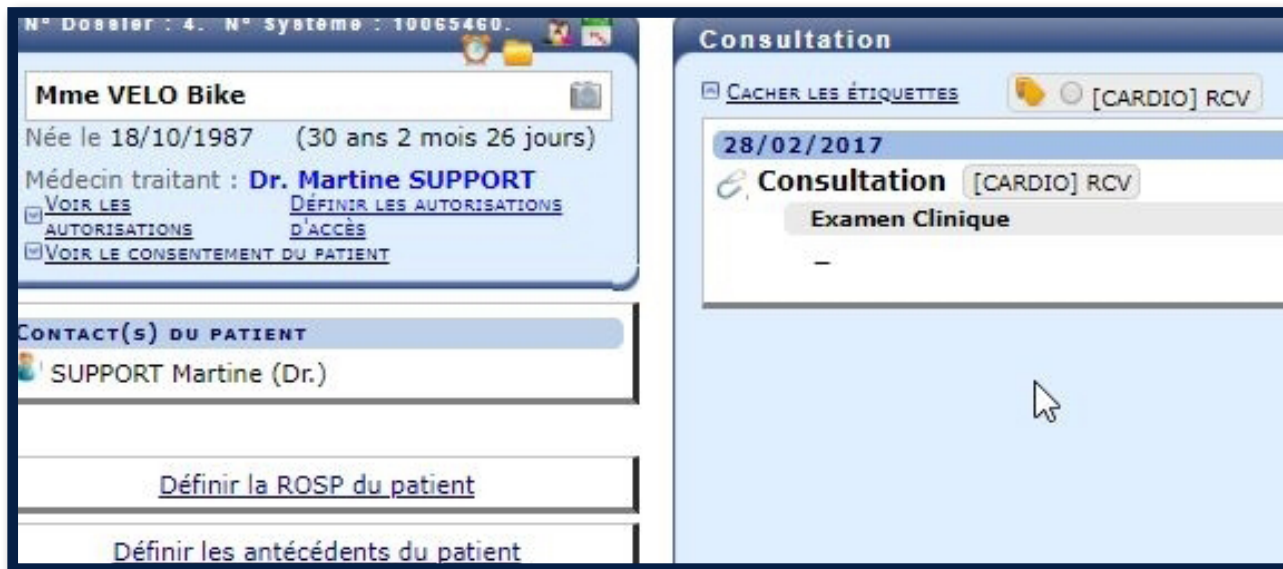 N° Dossier : 4. N° Système : 10065460.
Mme VELO Bike
Née le 18/10/1987 (30 ans 2 mois 26 jours)
Médecin traitant : Dr. Martine SUPPORT
VOIR LES AUTORISATIONS
DÉFINIR LES AUTORISATIONS D'ACCÈS
VOIR LE CONSENTEMENT DU PATIENT
CONTACT(S) DU PATIENT
SUPPORT Martine (Dr.)
Définir la ROSP du patient
Définir les antécédents du patient
Consultation
CACHER LES ÉTIQUETTES
[CARDIO] RCV
28/02/2017
Consultation [CARDIO] RCV
Examen Clinique
–